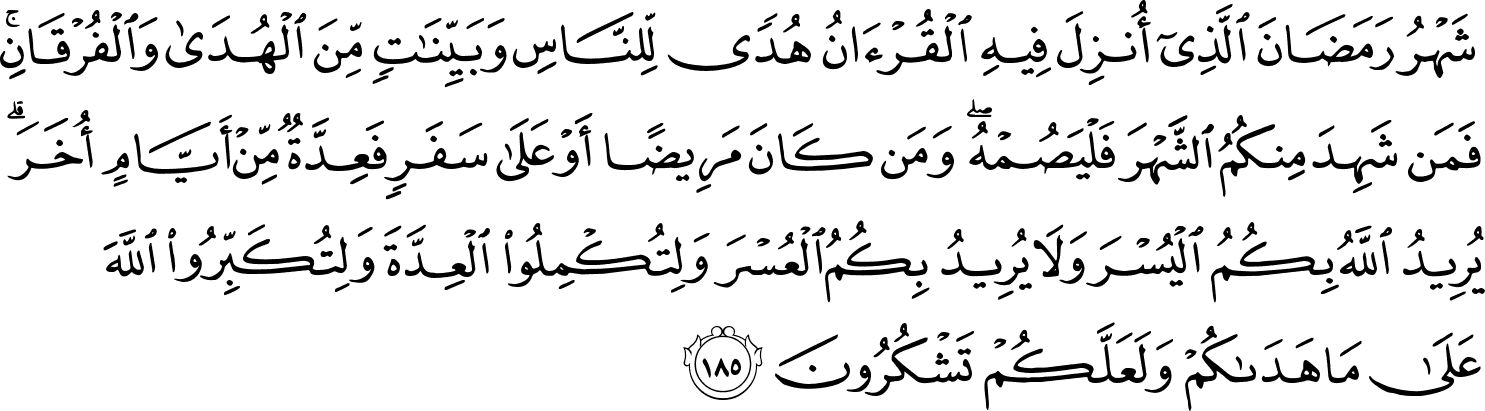 شَهْرُ رَمَضَانَ ٱلَّذِىٓ أُنزِلَ فِيهِ ٱلْقُرْءَانُ هُدًى لِّلنَّاسِ وَبَيِّنَٰتٍ مِّنَ ٱلْهُدَىٰ وَٱلْفُرْقَانِ ۚ
فَمَن شَهِدَ مِنكُمُ ٱلشَّهْرَ فَلْيَصُمْهُ ۖ وَمَن كَانَ مَرِيضًا أَوْ عَلَىٰ سَفَرٍ فَعِدَّةٌ مِّنْ أَيَّامٍ أُخَرَ ۗ
يُرِيدُ ٱللَّهُ بِكُمُ ٱلْيُسْرَ وَلَا يُرِيدُ بِكُمُ ٱلْعُسْرَ وَلِتُكْمِلُوا۟ ٱلْعِدَّةَ وَلِتُكَبِّرُوا۟ ٱللَّهَ
عَلَىٰ مَا هَدَىٰكُمْ وَلَعَلَّكُمْ تَشْكُرُونَ ١٨٥